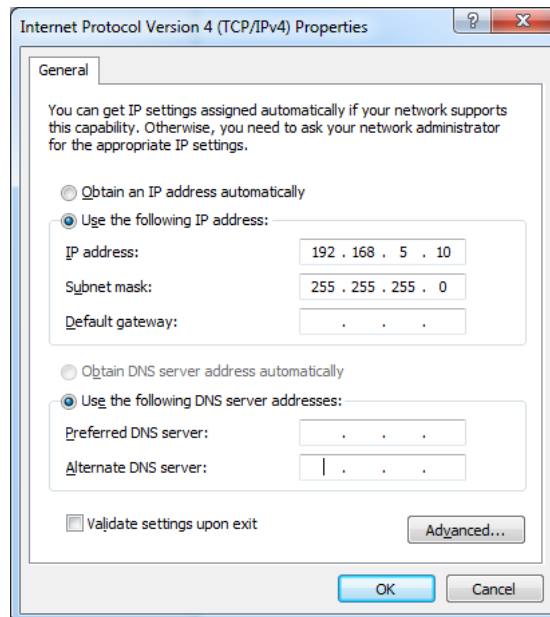 Internet Protocol Version 4 (TCP/IPv4) Properties
?
General
You can get IP settings assigned automatically if your network supports
this capability. Otherwise, you need to ask your network administrator
for the appropriate IP settings.
Obtain an IP address automatically
Use the following IP address:
IP address: 192 . 168 . 5 . 10
Subnet mask: 255 . 255 . 255 . 0
Default gateway: . . .
Obtain DNS server address automatically
Use the following DNS server addresses:
Preferred DNS server: . . .
Alternate DNS server: . . .
Validate settings upon exit
Advanced...
OK Cancel